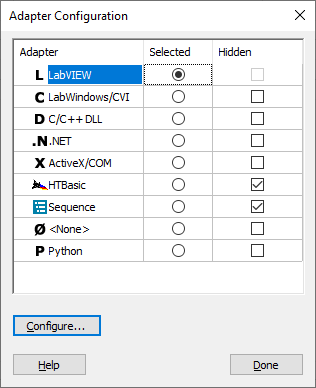 Adapter Configuration
Adapter Selected Hidden
L LabVIEW
C LabWindows/CVI
D C/C++ DLL
.N .NET
X ActiveX/COM
HTBasic
Sequence
Ø <None>
P Python
Configure...
Help Done